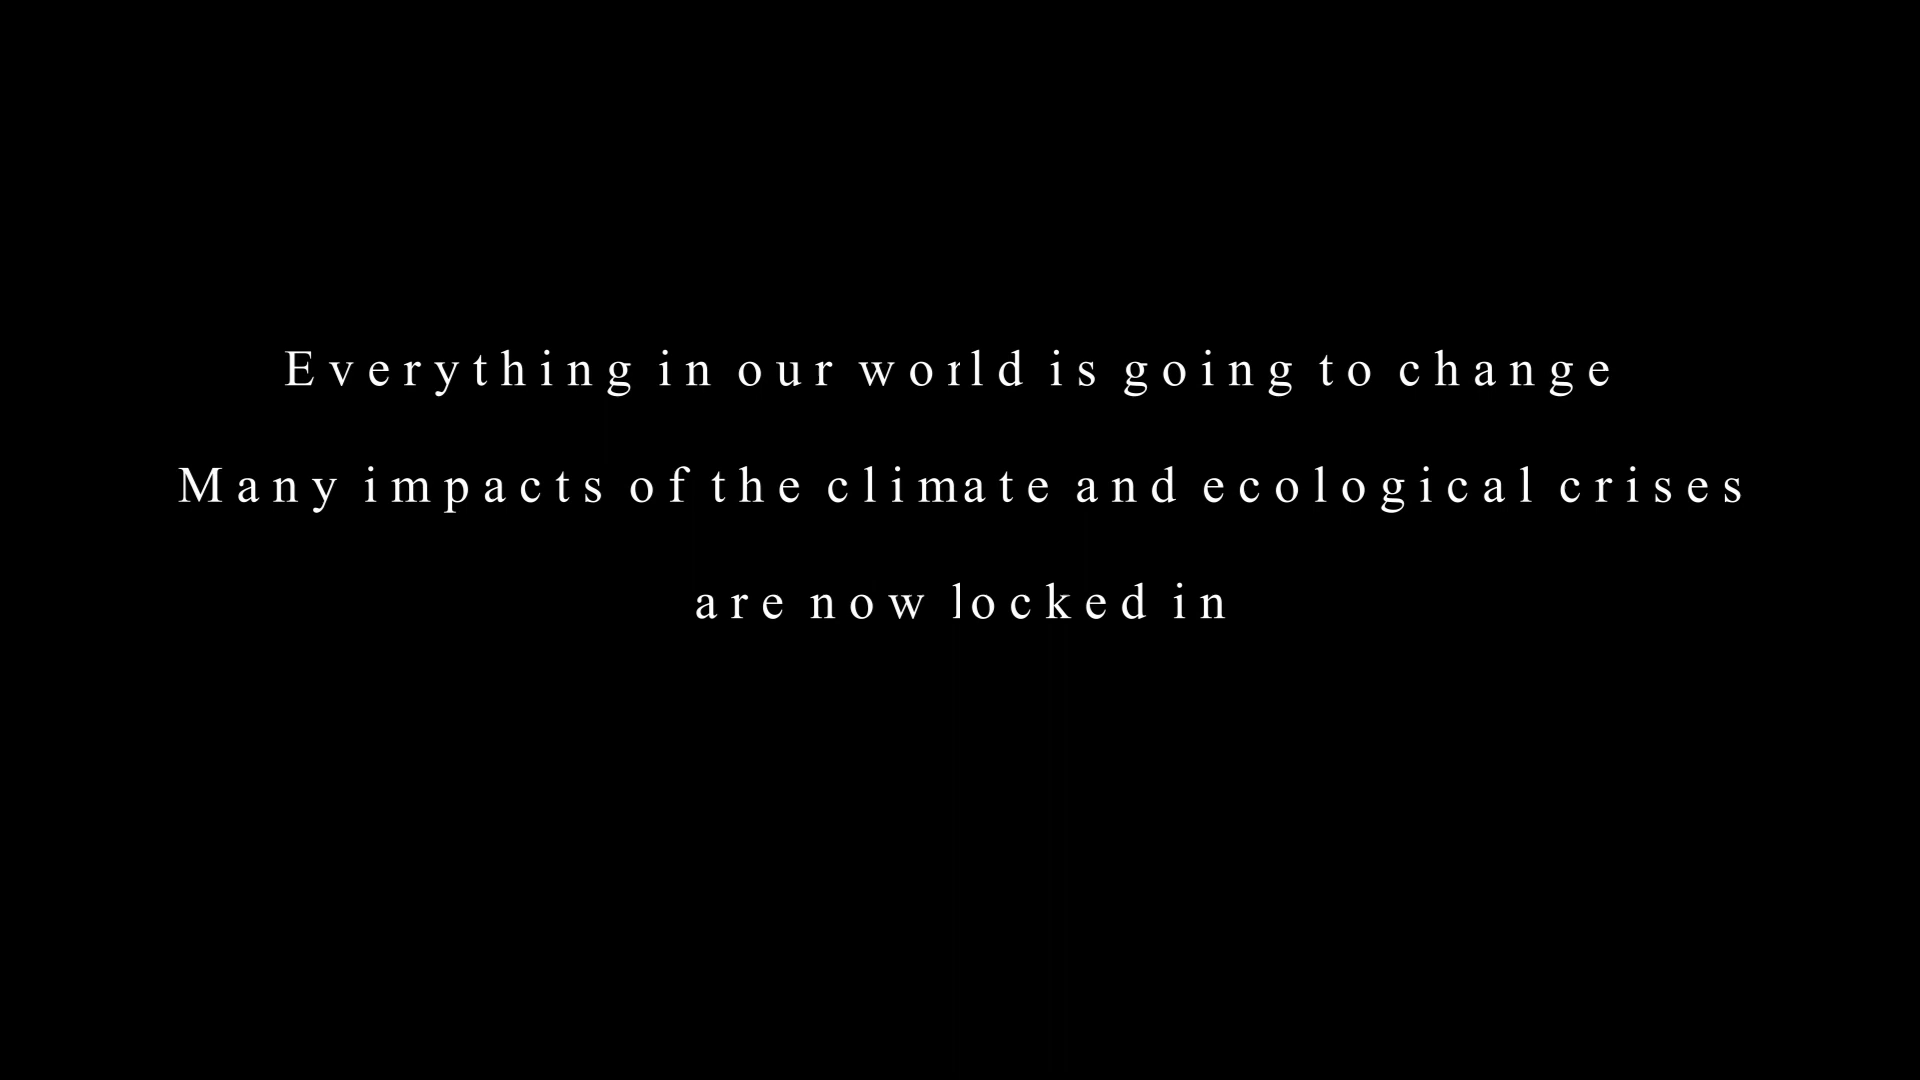 Everything in our world is going to change
Many impacts of the climate and ecological crises
are now locked in